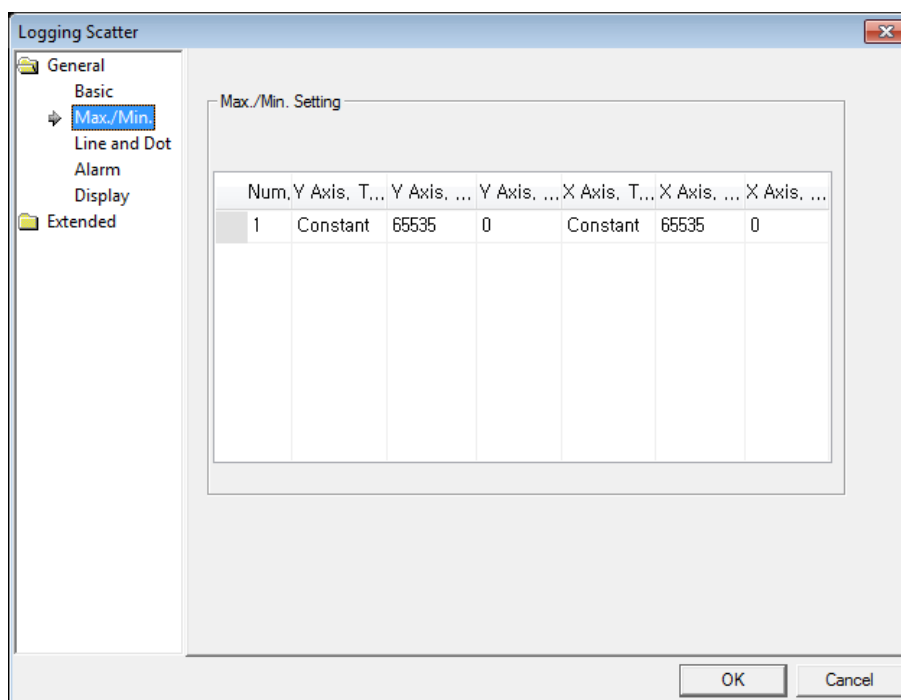 Logging Scatter
General
Basic
Max./Min.
Line and Dot
Alarm
Display
Extended
Max./Min. Setting
Num. Y Axis, T... Y Axis, ... Y Axis, ... X Axis, T... X Axis, ... X Axis, ...
1 Constant 65535 0 Constant 65535 0
OK Cancel